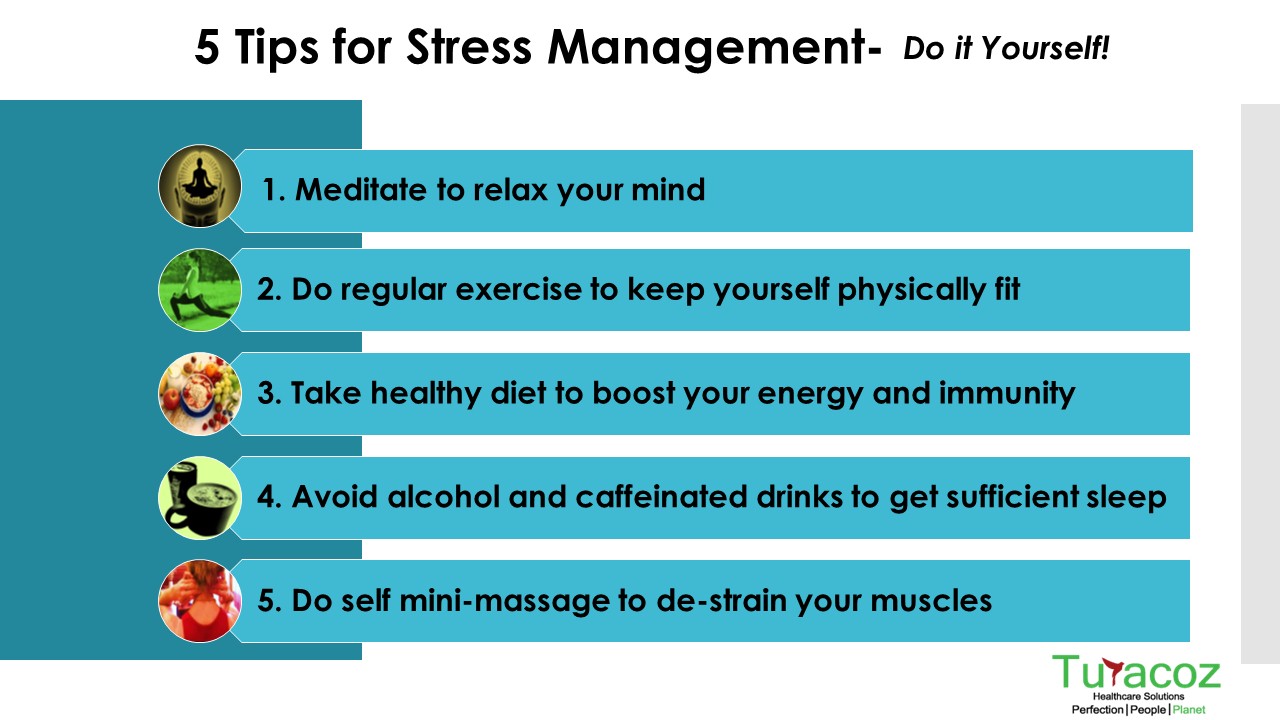 5 Tips for Stress Management- Do it Yourself!
1. Meditate to relax your mind
2. Do regular exercise to keep yourself physically fit
3. Take healthy diet to boost your energy and immunity
4. Avoid alcohol and caffeinated drinks to get sufficient sleep
5. Do self mini-massage to de-strain your muscles
Turacoz
Healthcare Solutions
Perfection|People|Planet